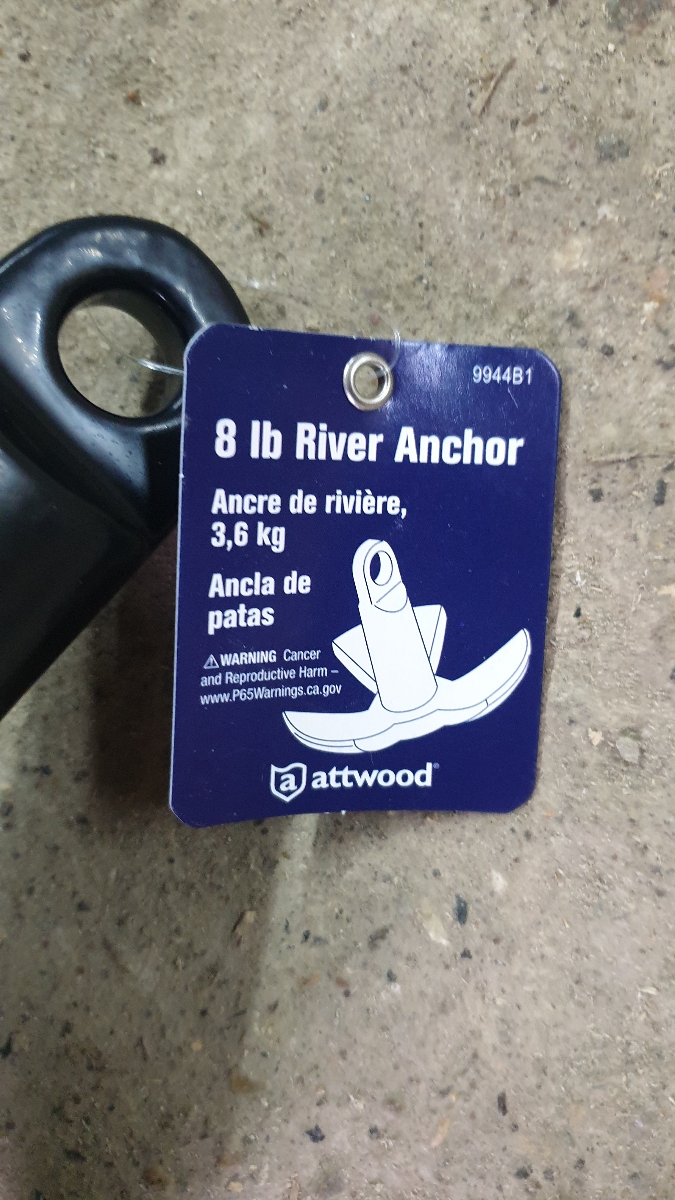 9944B1
8 lb River Anchor
Ancre de rivière,
3,6 kg
Ancla de
patas
⚠WARNING Cancer
and Reproductive Harm –
www.P65Warnings.ca.gov
a attwood®